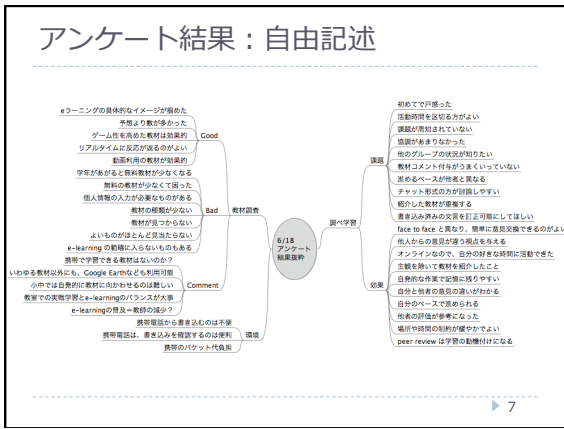 アンケート結果：自由記述
eラーニングの具体的なイメージが掴めた
予想より数が多かった
ゲーム性を高めた教材は効果的
リアルタイムに反応が返るのがよい
動画利用の教材が効果的
Good
学年があがると無料教材が少なくなる
無料の教材が少なくて困った
個人情報の入力が必要なものがある
教材の種類が少ない
教材が見つからない
よいものがほとんど見当たらない
e-learning の範疇に入らないものもある
Bad
携帯で学習できる教材はないのか？
いわゆる教材以外にも、Google Earthなども利用可能
小中では自発的に教材に向かわせるのは難しい
教室での実戦学習とe-learningのバランスが大事
e-learningの普及＝教師の減少？
Comment
教材調査
携帯電話から書き込むのは不便
携帯電話は、書き込みを確認するのは便利
携帯のパケット代負担
環境
6/18
アンケート
結果抜粋
調べ学習
課題
初めてで戸惑った
活動時間を区切る方がよい
課題が周知されていない
協調があまりなかった
他のグループの状況が知りたい
教材コメント付与がうまくいっていない
進めるペースが他者と異なる
チャット形式の方が討論しやすい
紹介した教材が重複する
書き込み済みの文言を訂正可能にしてほしい
効果
face to face と異なり、簡単に意見交換できるのがよい
他人からの意見が違う視点を与える
オンラインなので、自分の好きな時間に活動できた
主観を除いて教材を紹介したこと
自発的な作業で記憶に残りやすい
自分と他者の意見の違いがわかる
自分のペースで進められる
他者の評価が参考になった
場所や時間の制約が緩やかでよい
peer review は学習の動機付けになる
7